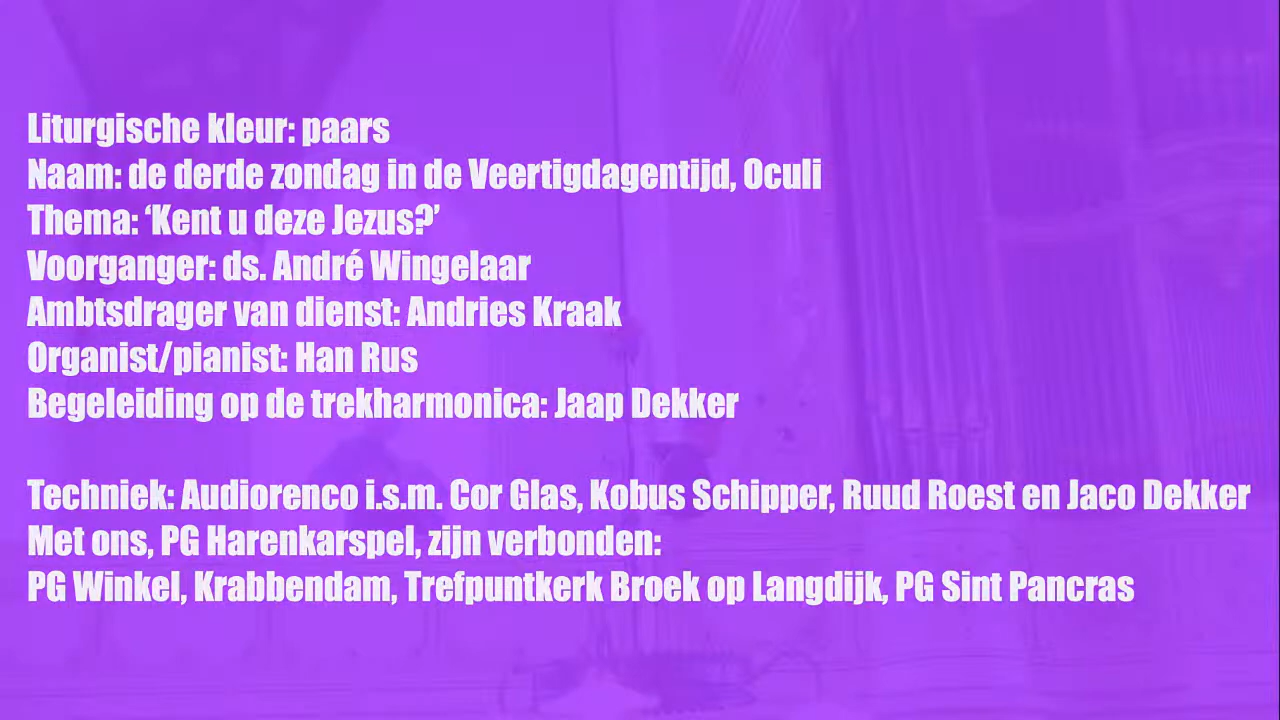 Liturgische kleur: paars
Naam: de derde zondag in de Veertigdagentijd, Oculi
Thema: ‘Kent u deze Jezus?’
Voorganger: ds. André Wingelaar
Ambtsdrager van dienst: Andries Kraak
Organist/pianist: Han Rus
Begeleiding op de trekharmonica: Jaap Dekker
Techniek: Audiorenco i.s.m. Cor Glas, Kobus Schipper, Ruud Roest en Jaco Dekker
Met ons, PG Harenkarspel, zijn verbonden:
PG Winkel, Krabbendam, Trefpuntkerk Broek op Langdijk, PG Sint Pancras